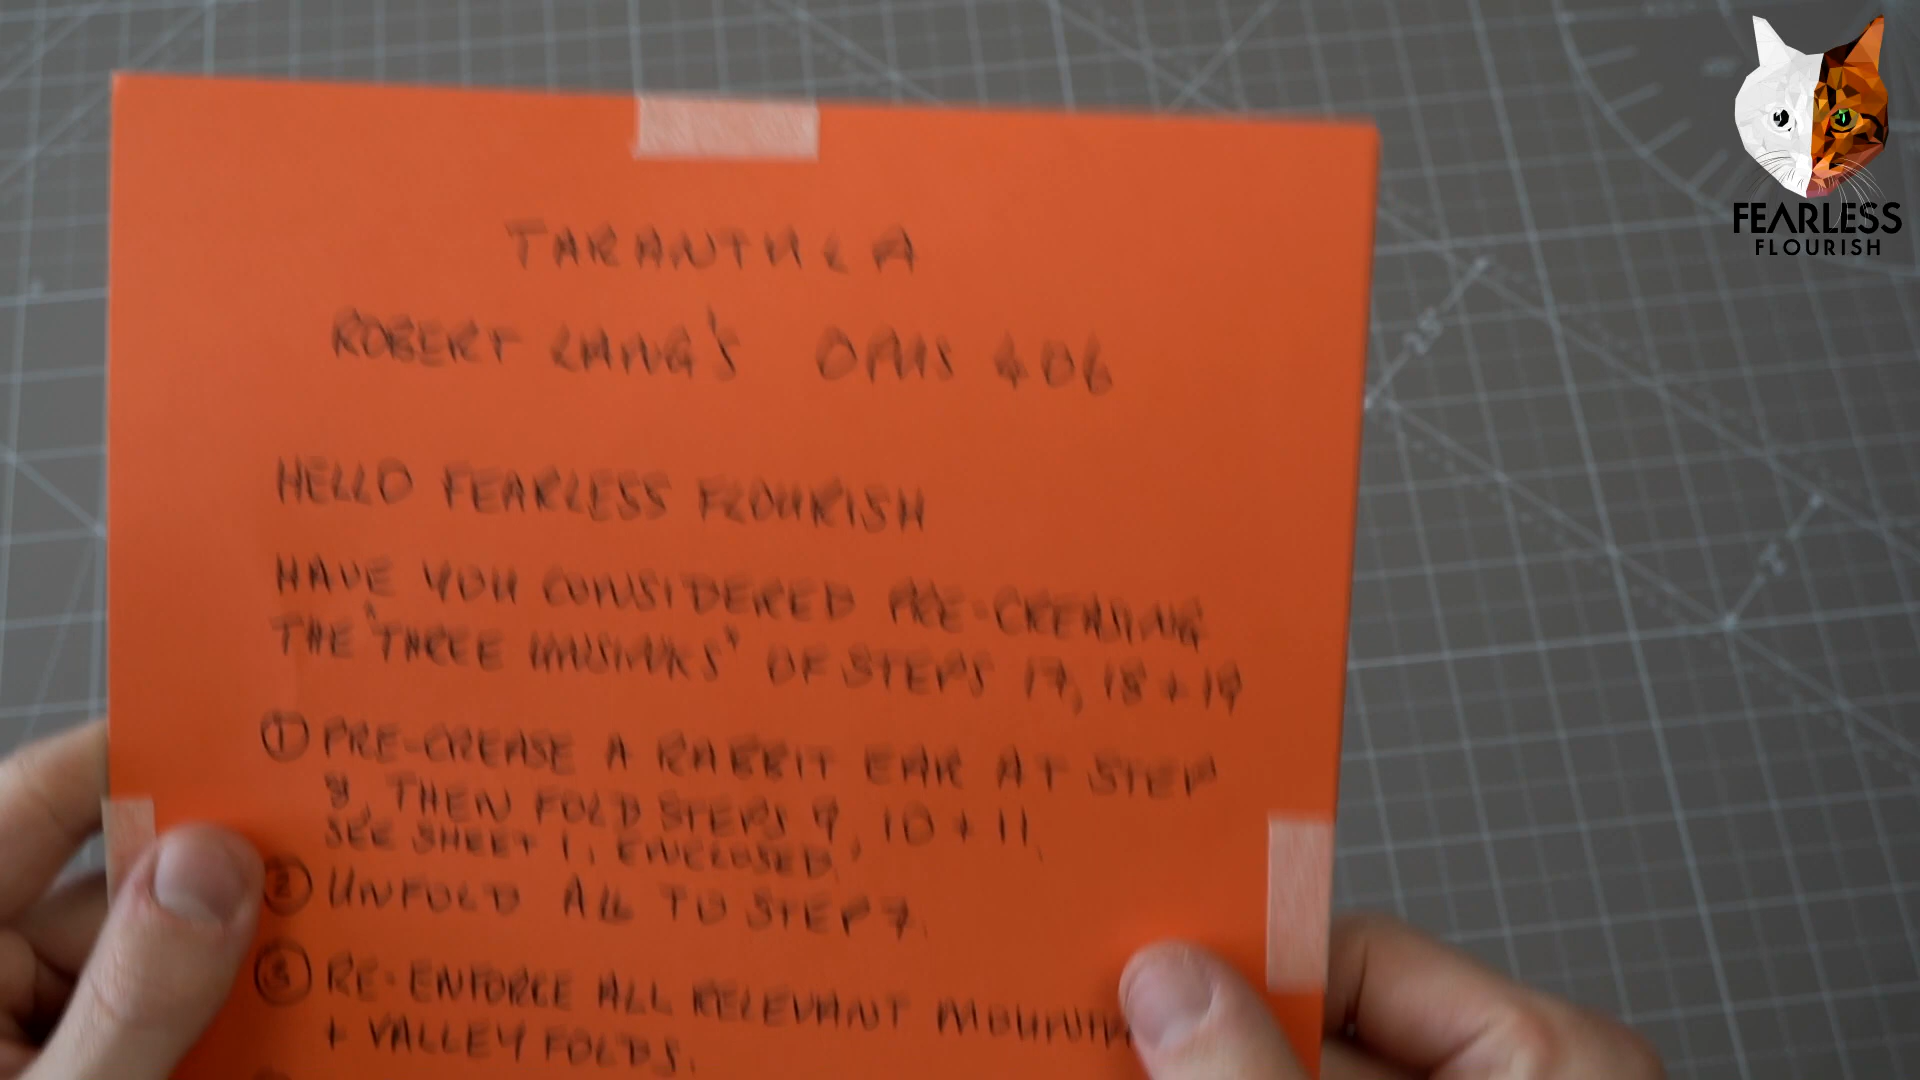 TARANTULA
ROBERT LANG'S OPUS 406
HELLO FEARLESS FLOURISH
HAVE YOU CONSIDERED PRE-CREASING
THE "THREE UNSINKS" OF STEPS 17, 18 + 19
① PRE-CREASE A RABBIT EAR AT STEP
8, THEN FOLD STEPS 9, 10 + 11,
SEE SHEET 1, ENCLOSED.
② UNFOLD ALL TO STEP 7.
③ RE-ENFORCE ALL RELEVANT
+ VALLEY FOLDS.
FEARLESS
FLOURISH